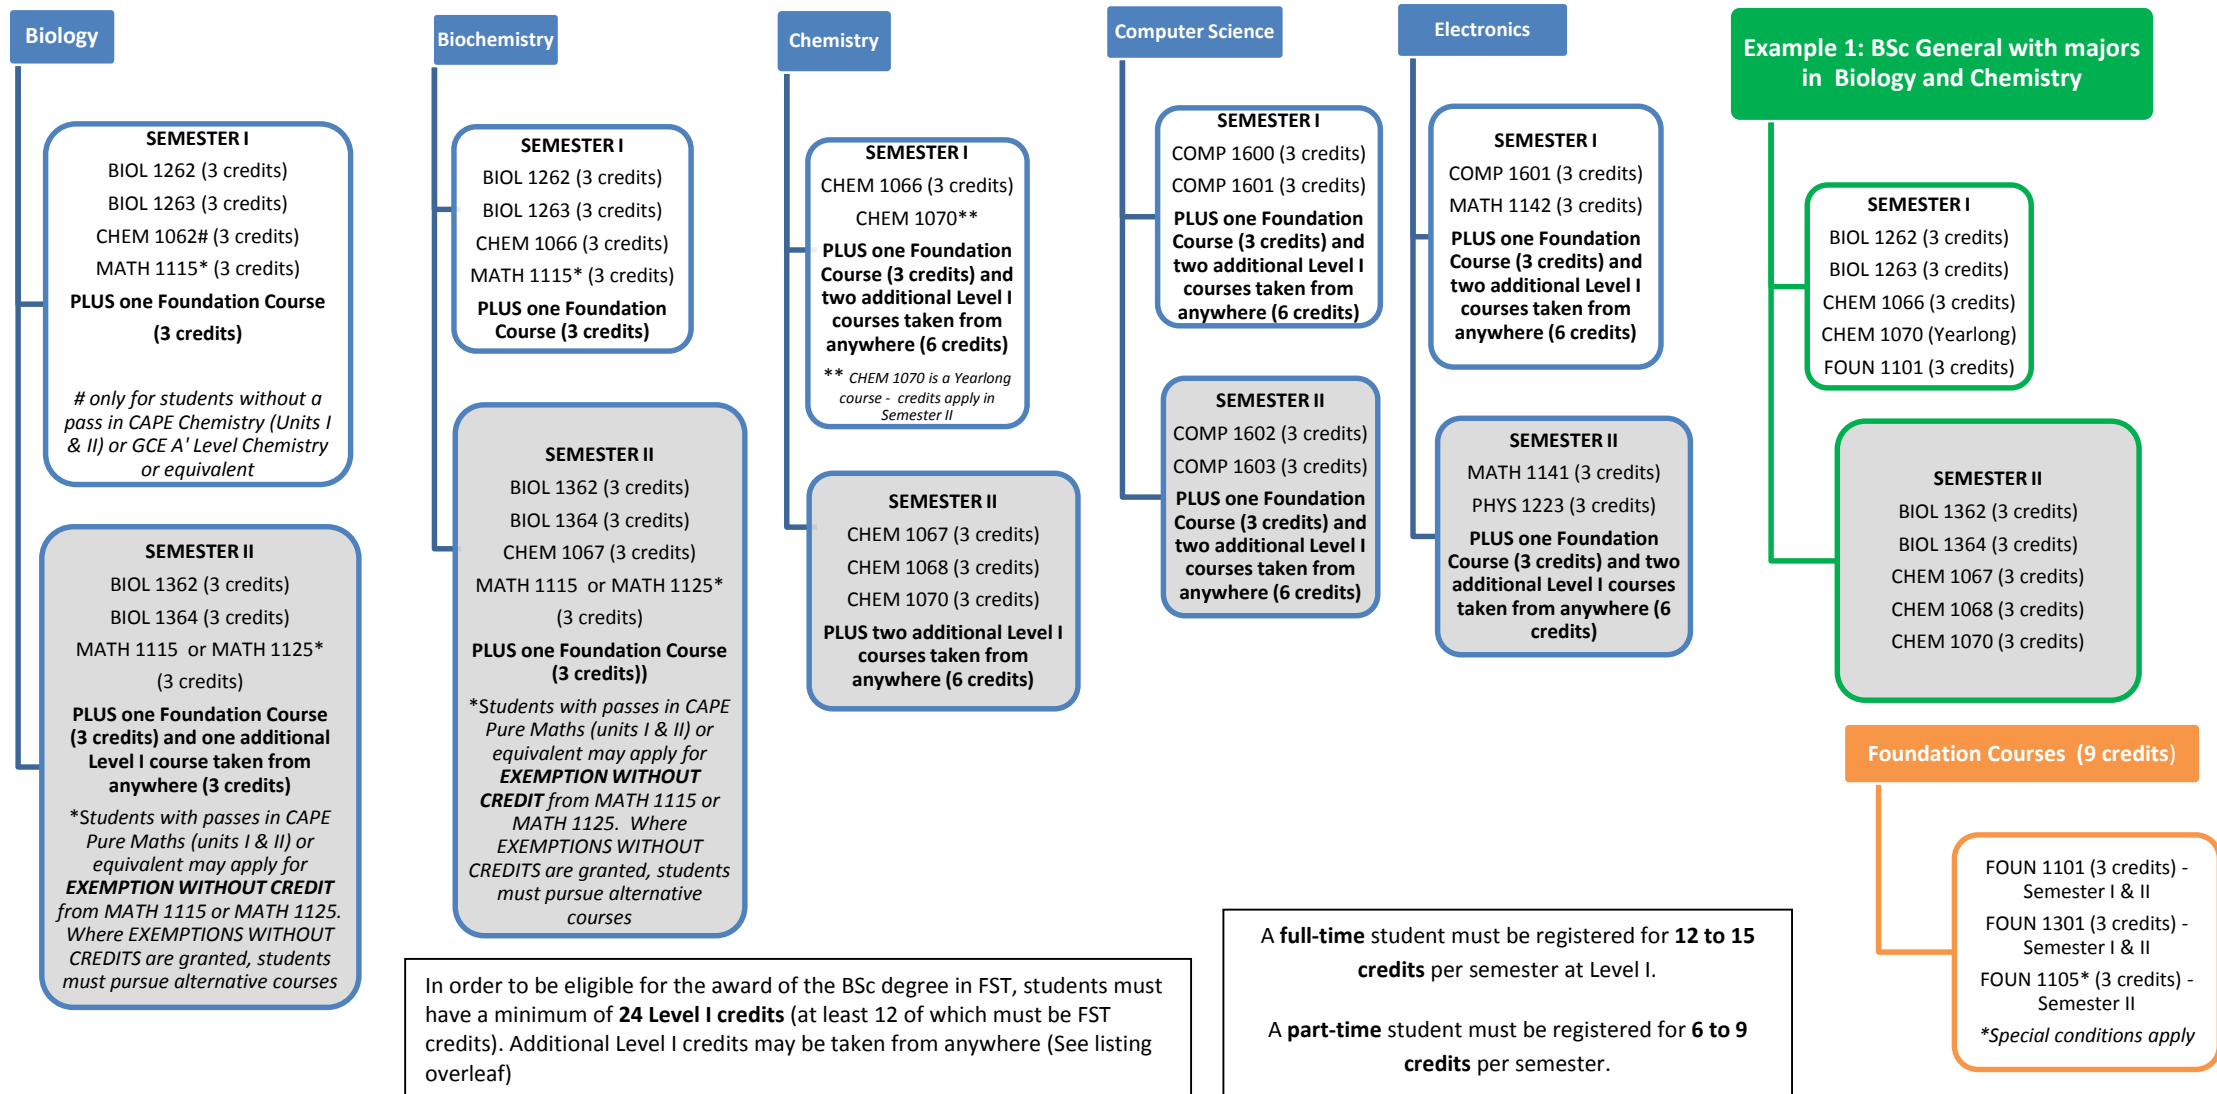 Biology
SEMESTER I
BIOL 1262 (3 credits)
BIOL 1263 (3 credits)
CHEM 1062# (3 credits)
MATH 1115* (3 credits)
PLUS one Foundation Course
(3 credits)
# only for students without a
pass in CAPE Chemistry (Units I
& II) or GCE A' Level Chemistry
or equivalent
SEMESTER II
BIOL 1362 (3 credits)
BIOL 1364 (3 credits)
MATH 1115 or MATH 1125*
(3 credits)
PLUS one Foundation Course
(3 credits) and one additional
Level I course taken from
anywhere (3 credits)
*Students with passes in CAPE
Pure Maths (units I & II) or
equivalent may apply for
EXEMPTION WITHOUT CREDIT
from MATH 1115 or MATH 1125.
Where EXEMPTIONS WITHOUT
CREDITS are granted, students
must pursue alternative courses
Biochemistry
SEMESTER I
BIOL 1262 (3 credits)
BIOL 1263 (3 credits)
CHEM 1066 (3 credits)
MATH 1115* (3 credits)
PLUS one Foundation
Course (3 credits)
SEMESTER II
BIOL 1362 (3 credits)
BIOL 1364 (3 credits)
CHEM 1067 (3 credits)
MATH 1115 or MATH 1125*
(3 credits)
PLUS one Foundation Course
(3 credits))
*Students with passes in CAPE
Pure Maths (units I & II) or
equivalent may apply for
EXEMPTION WITHOUT
CREDIT from MATH 1115 or
MATH 1125. Where
EXEMPTIONS WITHOUT
CREDITS are granted, students
must pursue alternative
courses
Chemistry
SEMESTER I
CHEM 1066 (3 credits)
CHEM 1070**
PLUS one Foundation
Course (3 credits) and
two additional Level I
courses taken from
anywhere (6 credits)
** CHEM 1070 is a Yearlong
course - credits apply in
Semester II
SEMESTER II
CHEM 1067 (3 credits)
CHEM 1068 (3 credits)
CHEM 1070 (3 credits)
PLUS two additional Level I
courses taken from
anywhere (6 credits)
Computer Science
SEMESTER I
COMP 1600 (3 credits)
COMP 1601 (3 credits)
PLUS one Foundation
Course (3 credits) and
two additional Level I
courses taken from
anywhere (6 credits)
SEMESTER II
COMP 1602 (3 credits)
COMP 1603 (3 credits)
PLUS one Foundation
Course (3 credits) and
two additional Level I
courses taken from
anywhere (6 credits)
Electronics
SEMESTER I
COMP 1601 (3 credits)
MATH 1142 (3 credits)
PLUS one Foundation
Course (3 credits) and
two additional Level I
courses taken from
anywhere (6 credits)
SEMESTER II
MATH 1141 (3 credits)
PHYS 1223 (3 credits)
PLUS one Foundation
Course (3 credits) and two
additional Level I courses
taken from anywhere (6
credits)
Example 1: BSc General with majors
in Biology and Chemistry
SEMESTER I
BIOL 1262 (3 credits)
BIOL 1263 (3 credits)
CHEM 1066 (3 credits)
CHEM 1070 (Yearlong)
FOUN 1101 (3 credits)
SEMESTER II
BIOL 1362 (3 credits)
BIOL 1364 (3 credits)
CHEM 1067 (3 credits)
CHEM 1068 (3 credits)
CHEM 1070 (3 credits)
Foundation Courses (9 credits)
FOUN 1101 (3 credits) -
Semester I & II
FOUN 1301 (3 credits) -
Semester I & II
FOUN 1105* (3 credits) -
Semester II
*Special conditions apply
In order to be eligible for the award of the BSc degree in FST, students must
have a minimum of 24 Level I credits (at least 12 of which must be FST
credits). Additional Level I credits may be taken from anywhere (See listing
overleaf)
A full-time student must be registered for 12 to 15
credits per semester at Level I.
A part-time student must be registered for 6 to 9
credits per semester.